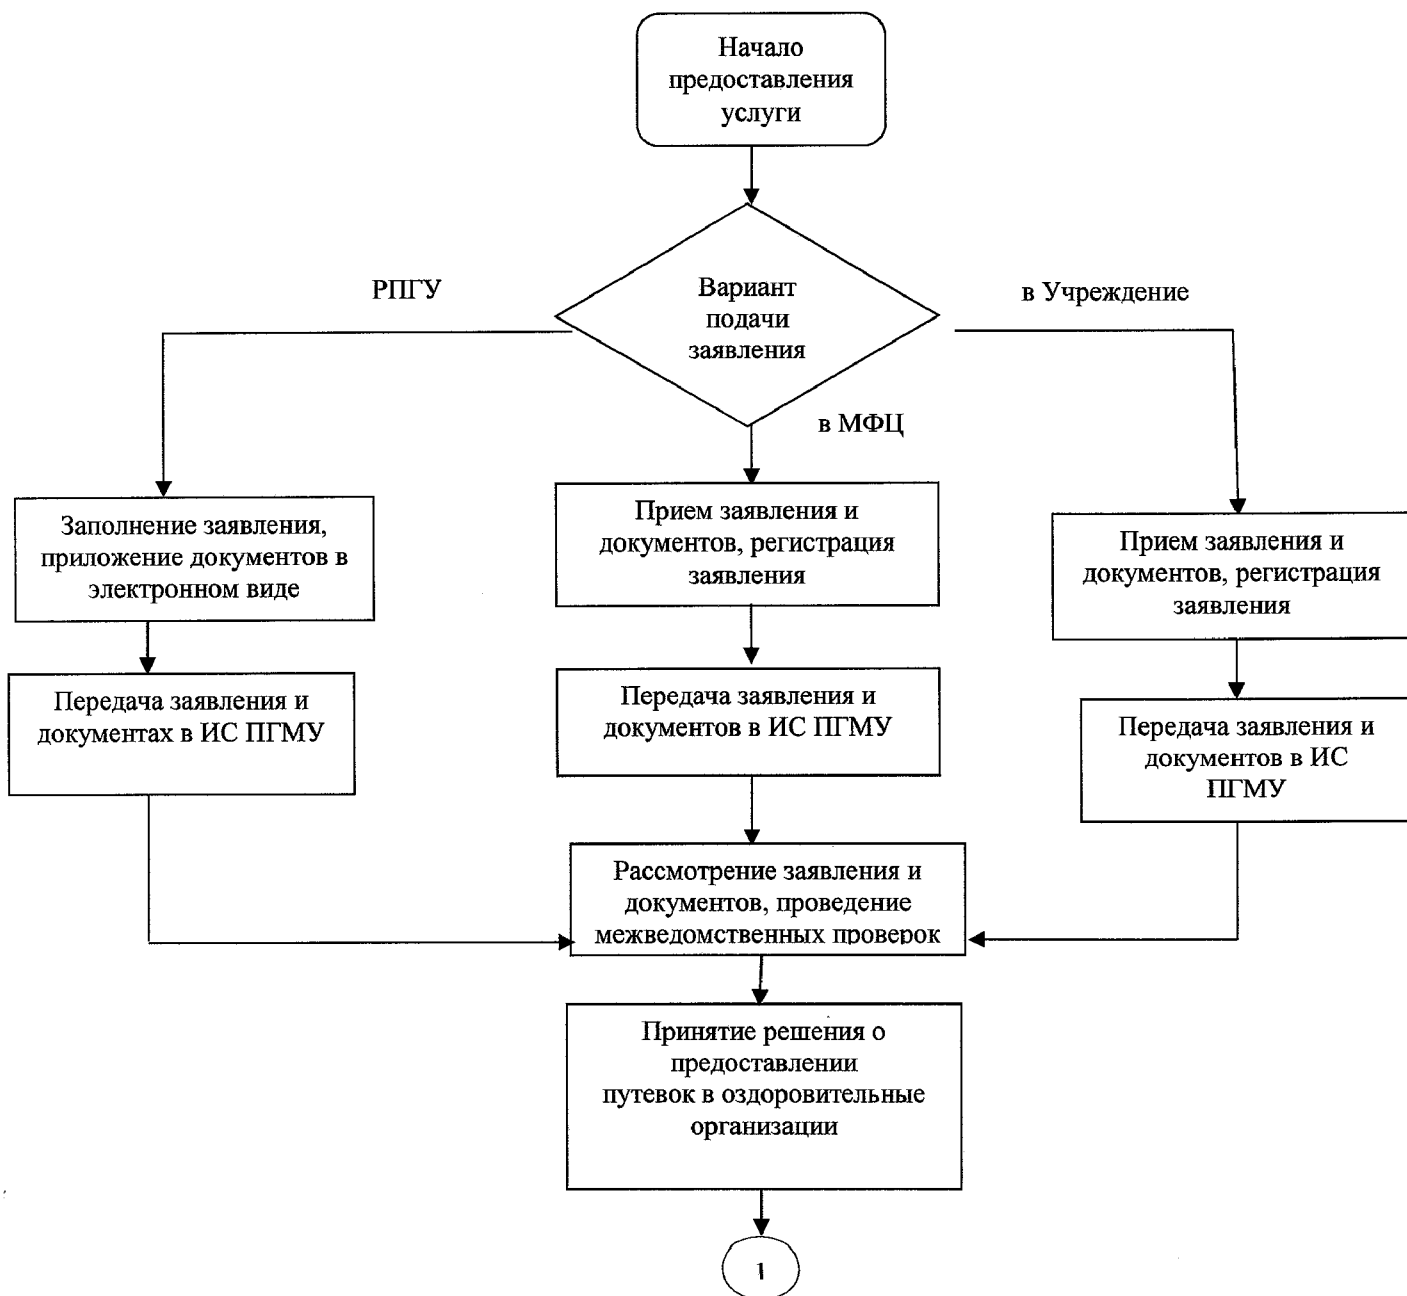 Начало
предоставления
услуги
РПГУ
Вариант
подачи
заявления
в Учреждение
в МФЦ
Заполнение заявления,
приложение документов в
электронном виде
Прием заявления и
документов, регистрация
заявления
Прием заявления и
документов, регистрация
заявления
Передача заявления и
документах в ИС ПГМУ
Передача заявления и
документов в ИС ПГМУ
Передача заявления и
документов в ИС
ПГМУ
Рассмотрение заявления и
документов, проведение
межведомственных проверок
Принятие решения о
предоставлении
путевок в оздоровительные
организации
1